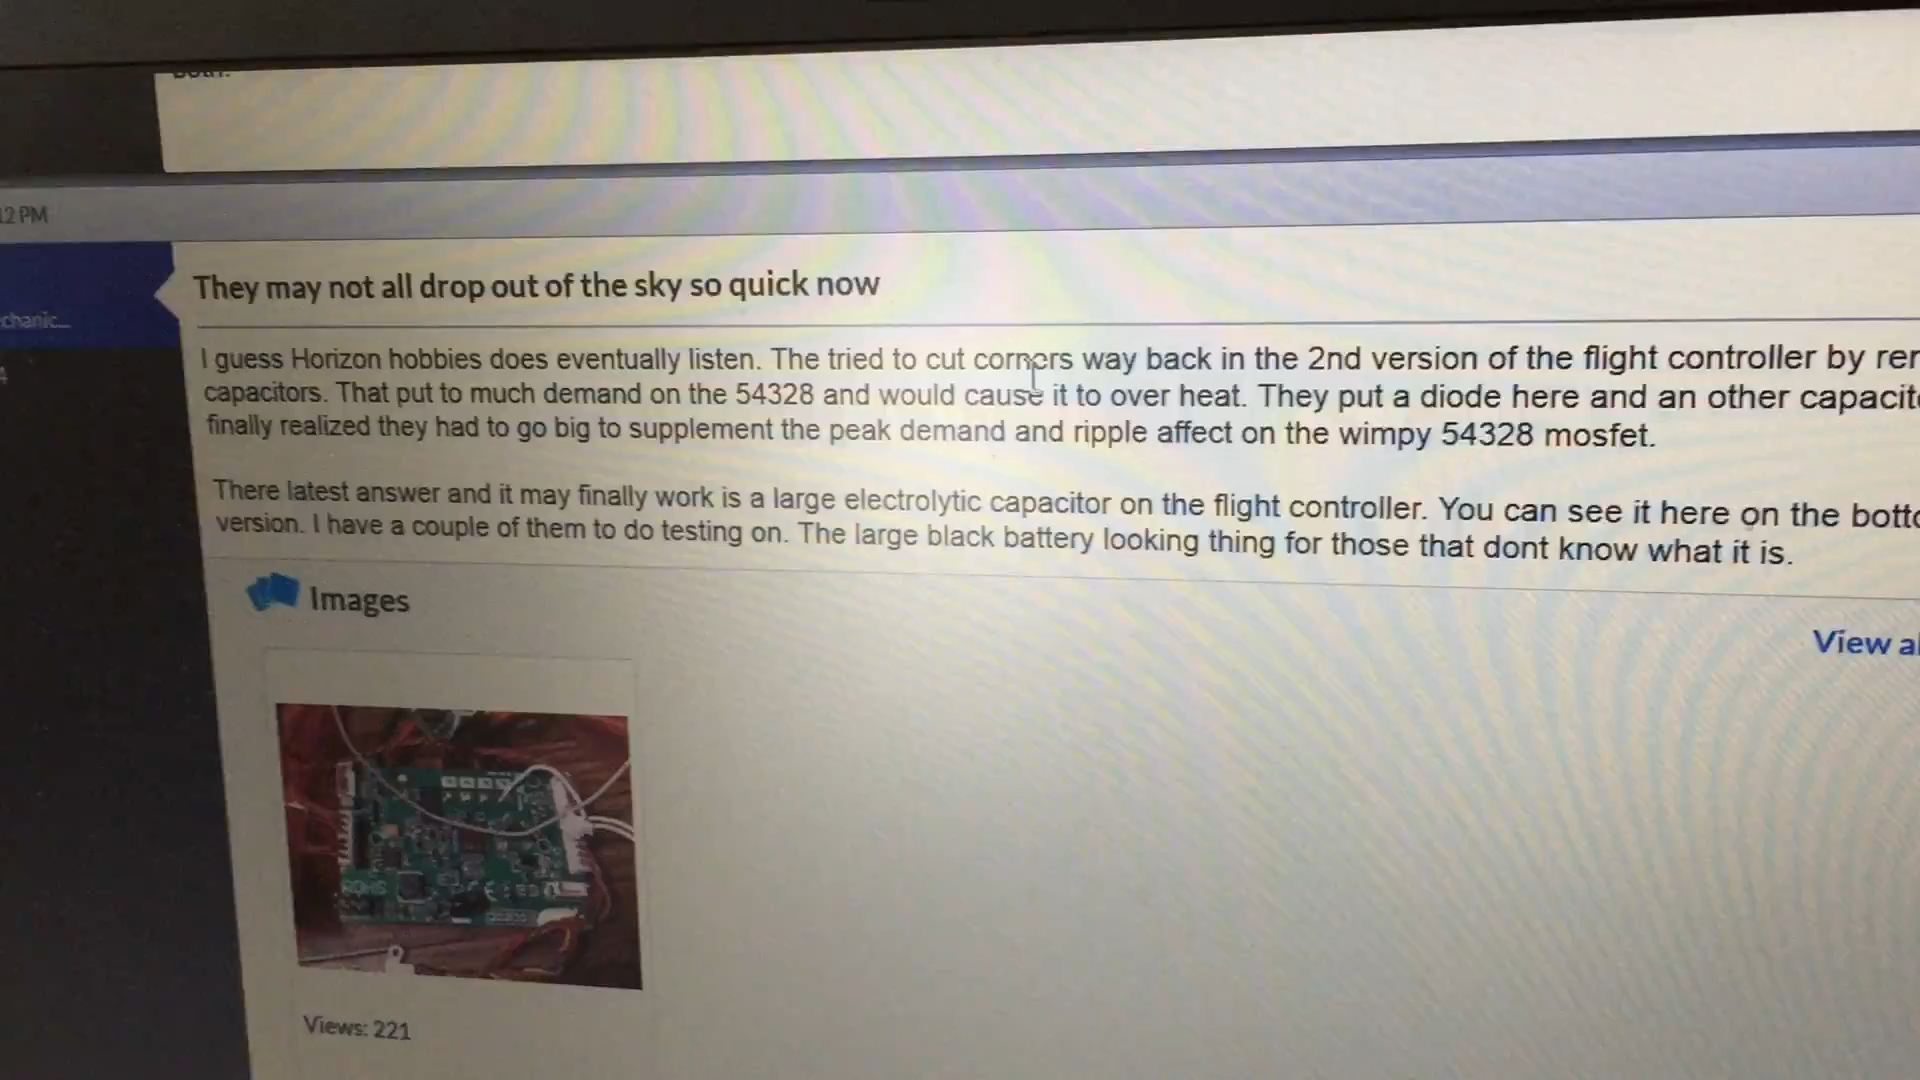 12 PM
They may not all drop out of the sky so quick now
chanic...
I guess Horizon hobbies does eventually listen. The tried to cut corners way back in the 2nd version of the flight controller by
4
capacitors. That put to much demand on the 54328 and would cause it to over heat. They put a diode here and an other
finally realized they had to go big to supplement the peak demand and ripple affect on the wimpy 54328 mosfet.
There latest answer and it may finally work is a large electrolytic capacitor on the flight controller. You can see it here on the
version. I have a couple of them to do testing on. The large black battery looking thing for those that dont know what it is.
Images
View
ROHS
Views: 221